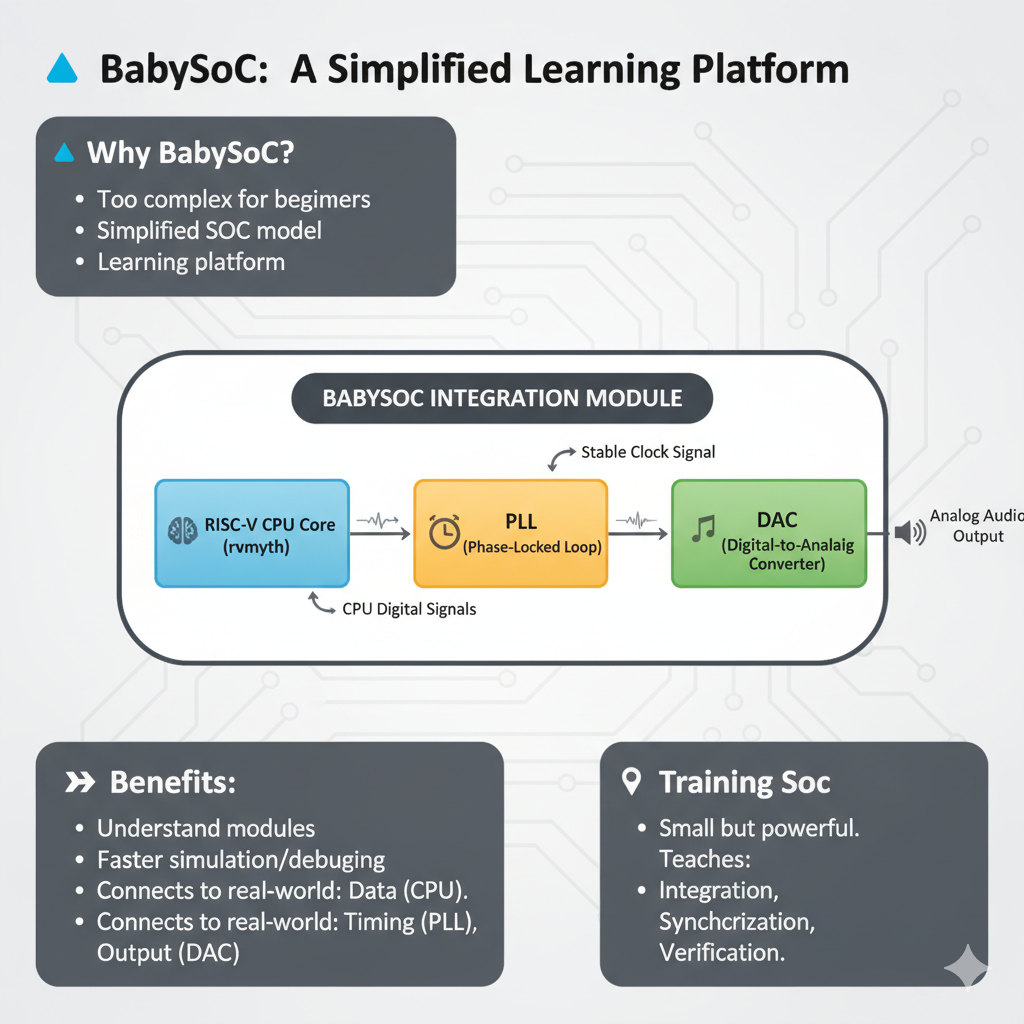 BabySoC: A Simplified Learning Platform
Why BabySoC?
• Too complex for begimers
• Simplified SOC model
• Learning platform
BABYSOC INTEGRATION MODULE
Stable Clock Signal
RISC-V CPU Core
(rvmyth)
PLL
(Phase-Locked Loop)
DAC
(Digital-to-Analaig
Converter)
Analog Audio
Output
CPU Digital Signals
Benefits:
• Understand modules
• Faster simulation/debuging
• Connects to real-world: Data (CPU).
• Connects to real-world: Timing (PLL),
Output (DAC)
Training Soc
• Small but powerful.
Teaches:
• Integration,
Synchcrization,
Verification.